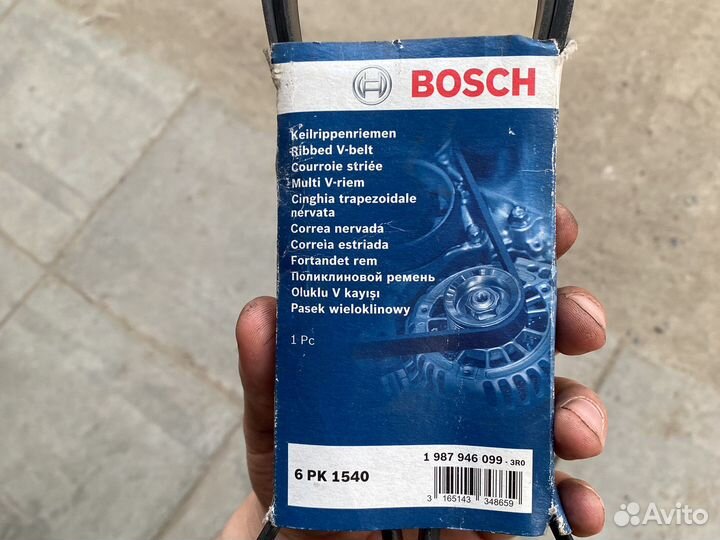 BOSCH
Keilrippenriemen
Ribbed V-belt
Courroie striée
Multi V-riem
Cinghia trapezoidale
nervata
Correa nervada
Correia estriada
Fortandet rem
Поликлиновой ремень
Oluklu V kayışı
Pasek wieloklinowy
1 Pc
6 PK 1540
1 987 946 099 - 3R0
3 165143 348659
Avito